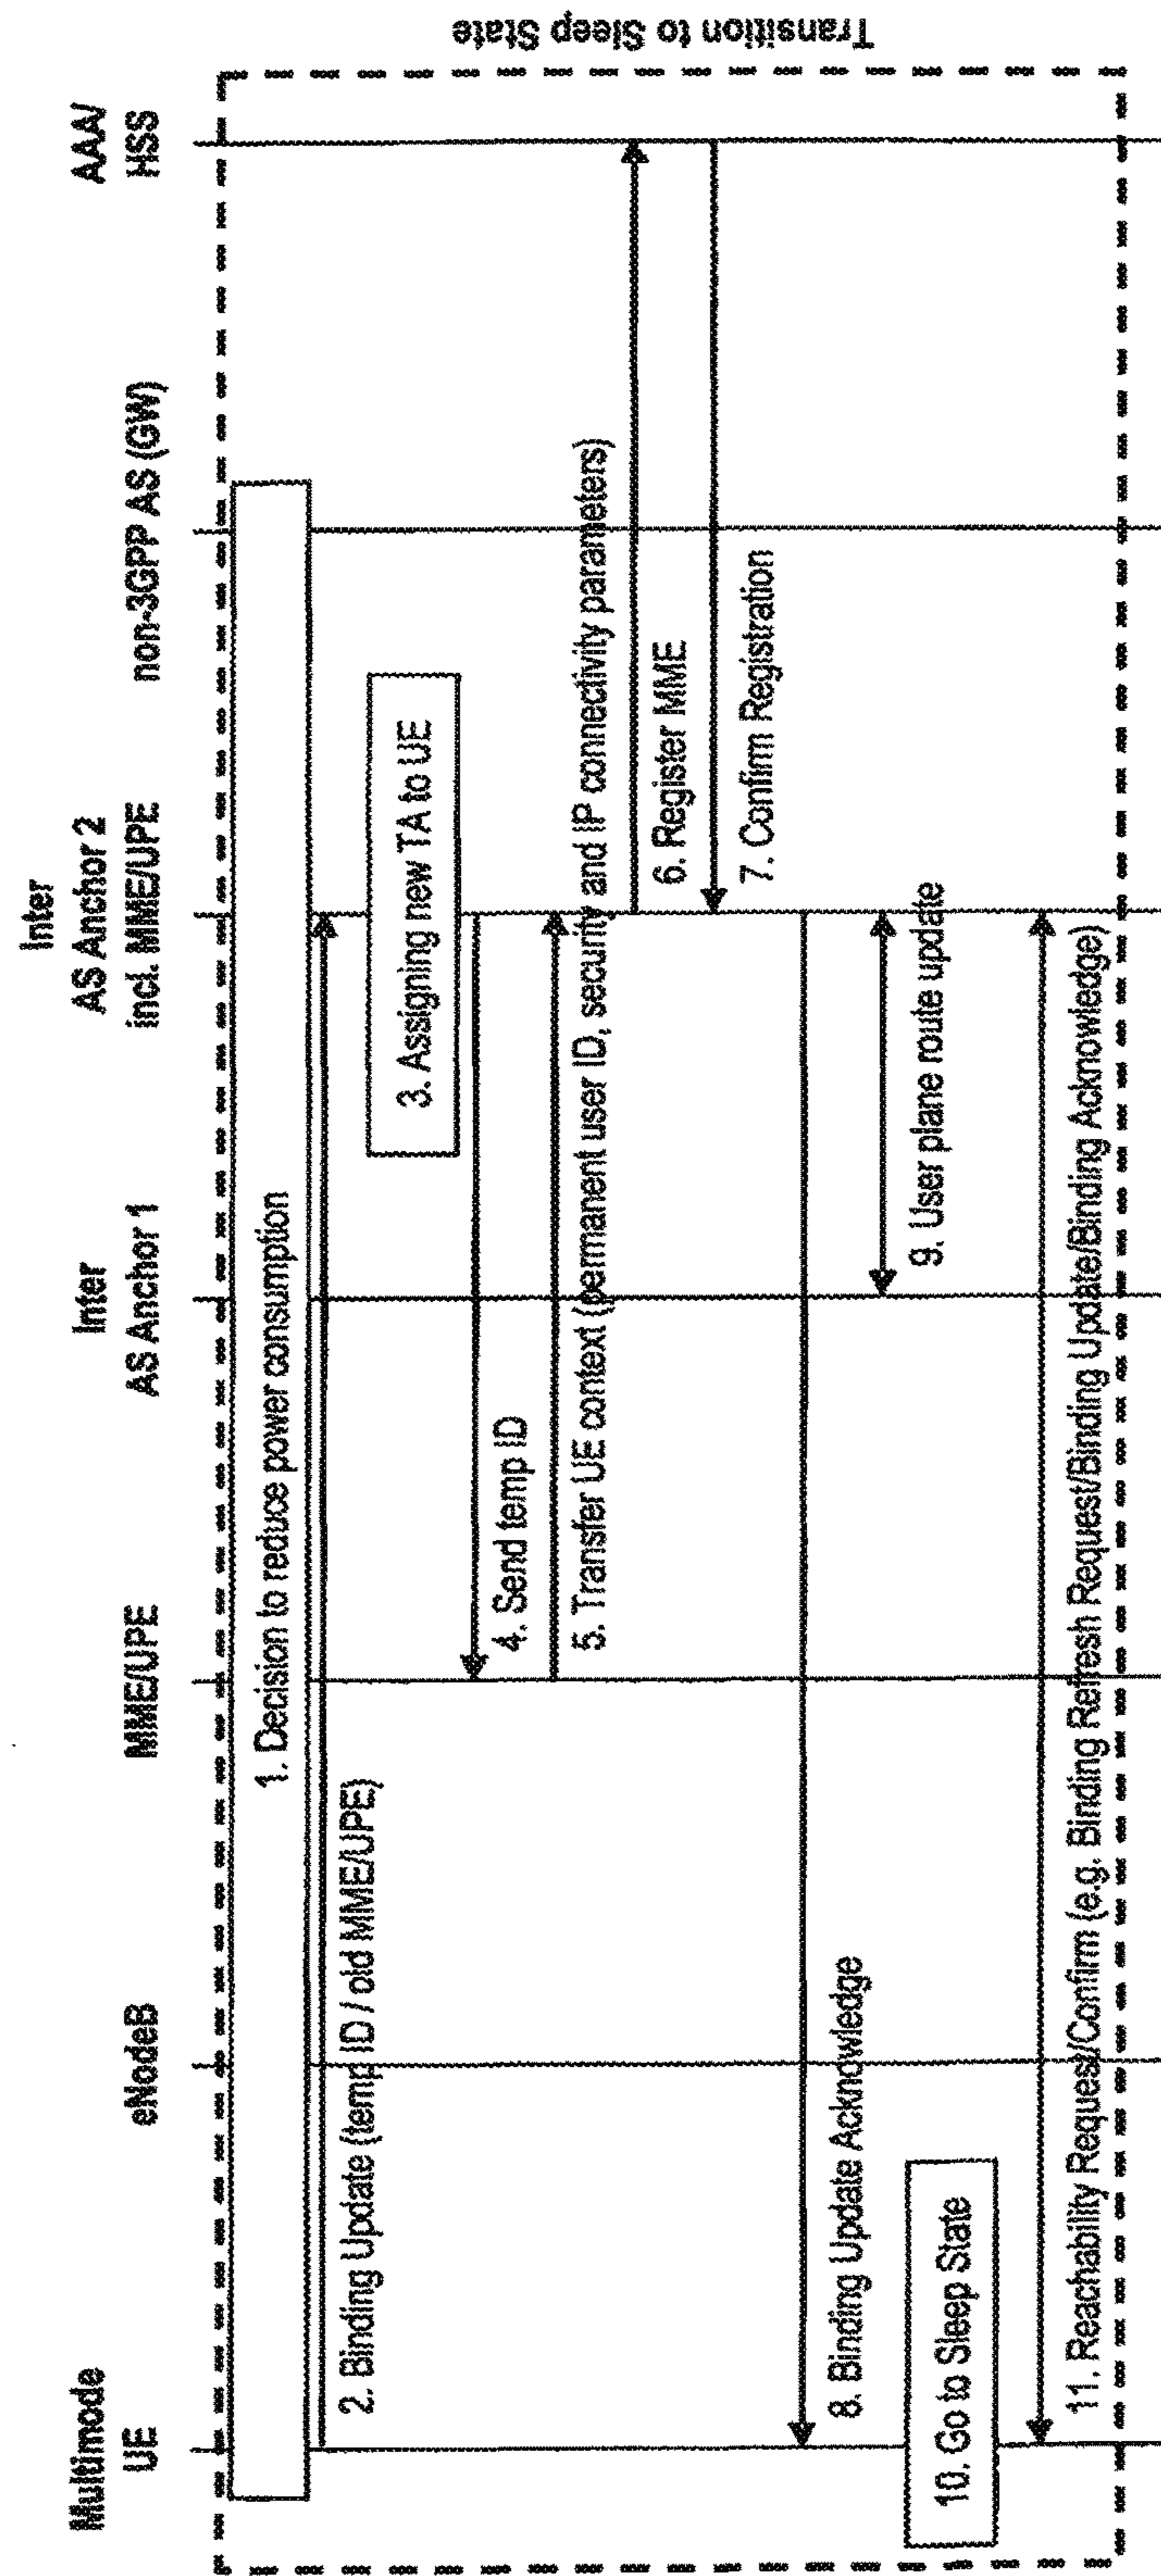 Multimode
UE
eNodeB
MME/UPE
Inter
AS Anchor 1
Inter
AS Anchor 2
incl. MME/UPE
non-3GPP AS (GW)
AAA/
HSS
1. Decision to reduce power consumption
2. Binding Update (temp ID / old MME/UPE)
3. Assigning new TA to UE
4. Send temp ID
5. Transfer UE context (permanent user ID, security and IP connectivity parameters)
6. Register MME
7. Confirm Registration
8. Binding Update Acknowledge
9. User plane route update
10. Go to Sleep State
11. Reachability Request/Confirm (e.g. Binding Refresh Request/Binding Update/Binding Acknowledge)
Transition to Sleep State